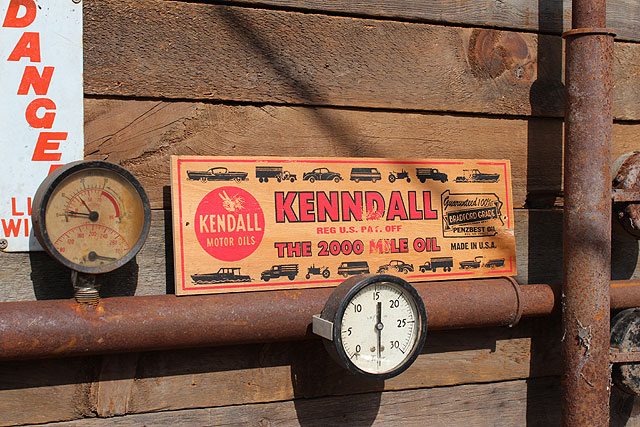 DANGE
LI
WI
KENDALL
MOTOR OILS
KENNDALL
REG U.S. PAT. OFF
THE 2000 MILE OIL
Guaranteed 100%
BRADFORD GRADE
PENZBEST OIL
MADE IN U.S.A.
0 5 10 15 20 25 30